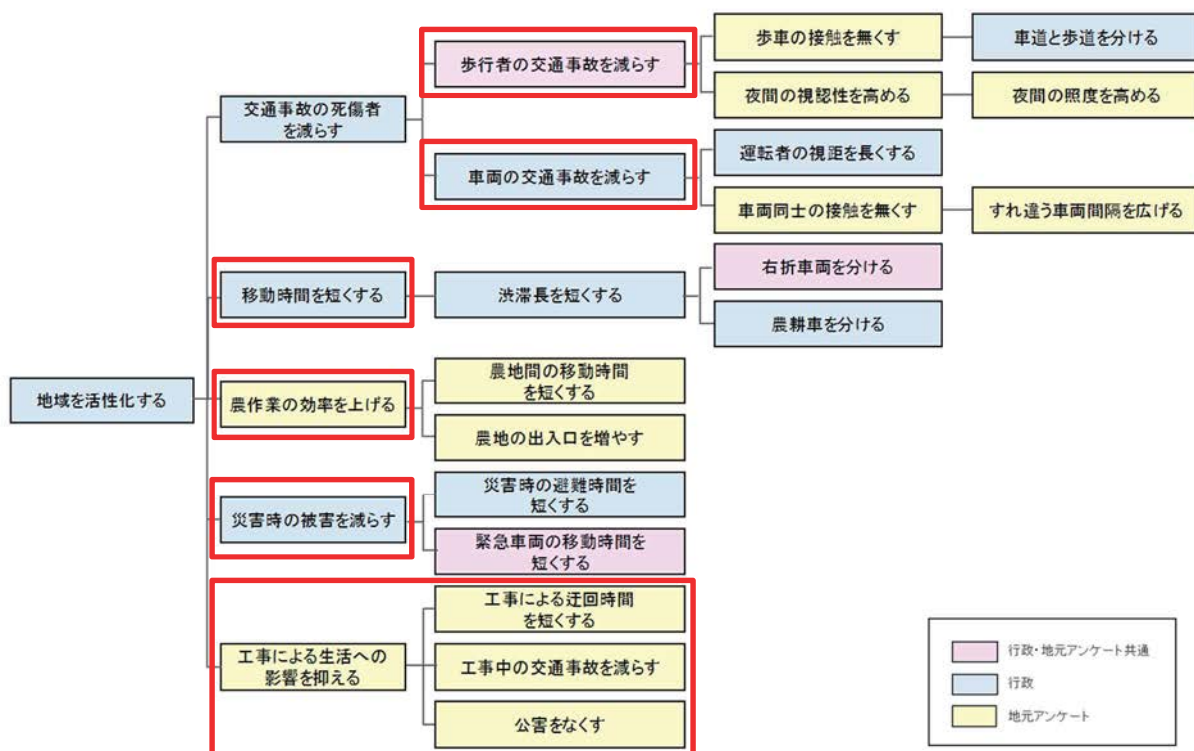 地域を活性化する
交通事故の死傷者
を減らす
歩行者の交通事故を減らす
歩車の接触を無くす
車道と歩道を分ける
夜間の視認性を高める
夜間の照度を高める
車両の交通事故を減らす
運転者の視距を長くする
車両同士の接触を無くす
すれ違う車両間隔を広げる
移動時間を短くする
渋滞長を短くする
右折車両を分ける
農耕車を分ける
農作業の効率を上げる
農地間の移動時間
を短くする
農地の出入口を増やす
災害時の被害を減らす
災害時の避難時間を
短くする
緊急車両の移動時間を
短くする
工事による生活への
影響を抑える
工事による迂回時間
を短くする
工事中の交通事故を減らす
公害をなくす
行政・地元アンケート共通
行政
地元アンケート